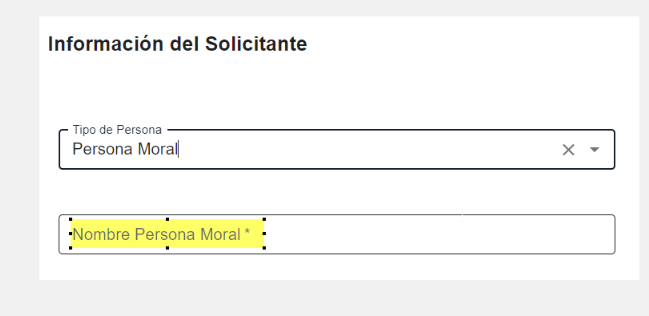 Información del Solicitante
Tipo de Persona
Persona Moral
Nombre Persona Moral *